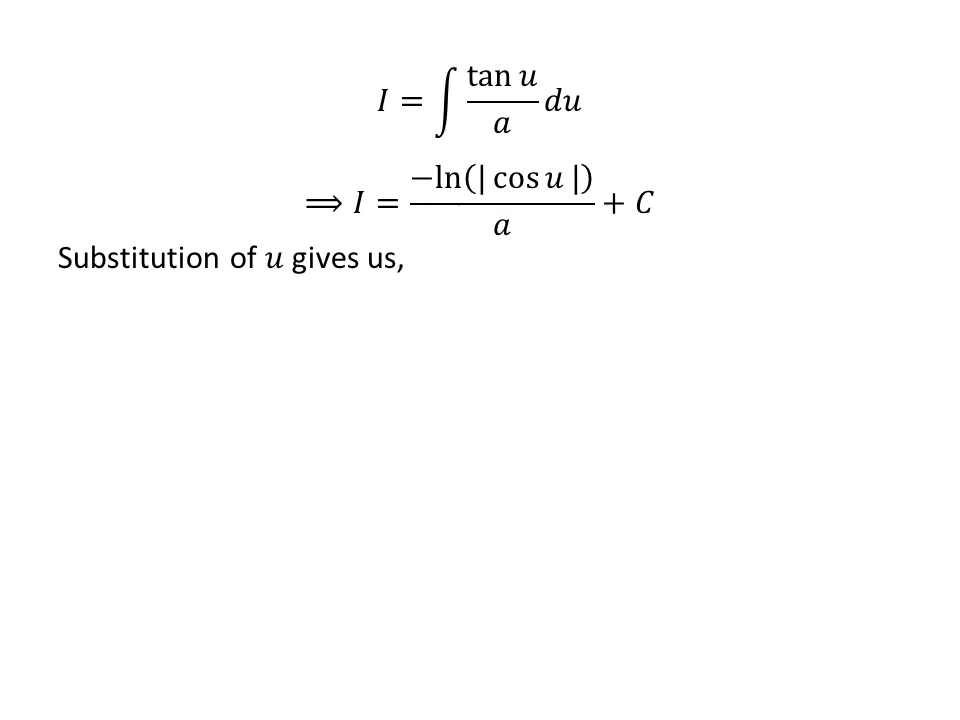 𝐼 = ∫ tan 𝑢 / 𝑎 𝑑𝑢
⟹ 𝐼 = −ln(| cos 𝑢 |) / 𝑎 + 𝐶
Substitution of 𝑢 gives us,